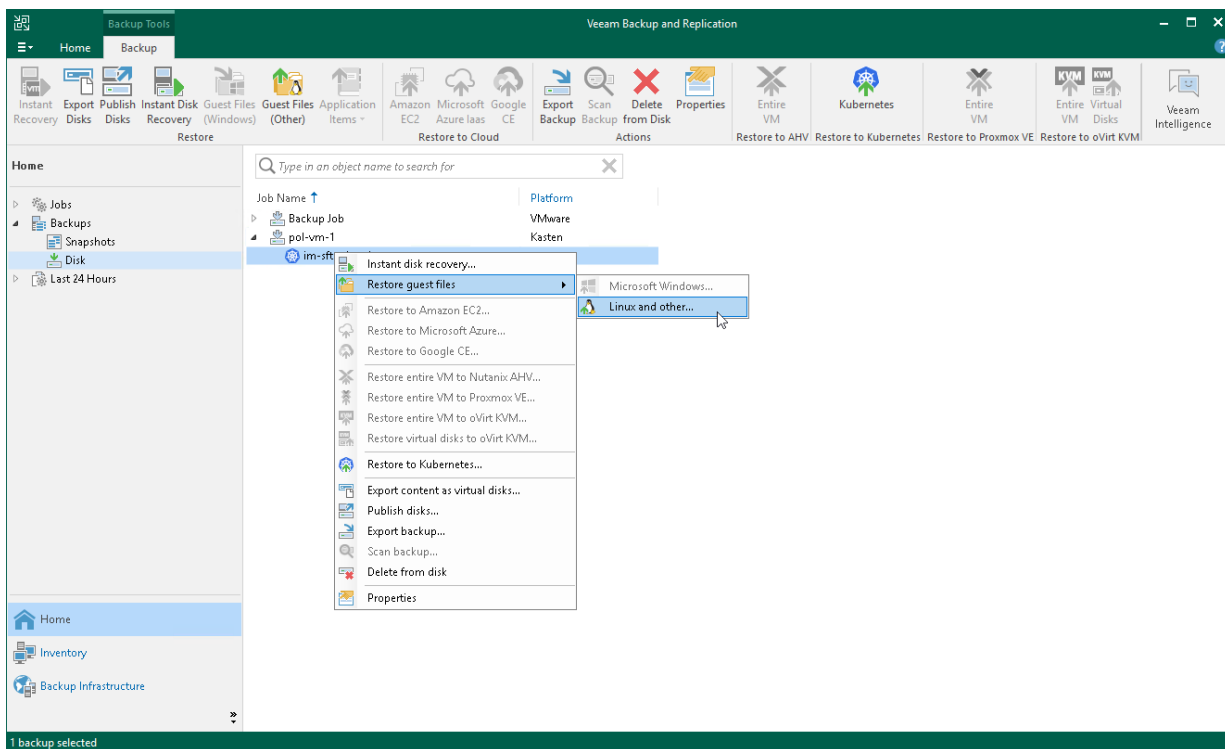 Backup Tools
Veeam Backup and Replication
Home Backup
Instant Recovery
Export Disks
Publish Disks
Instant Disk Recovery
Guest Files (Windows)
Guest Files (Other)
Application Items
Restore
Amazon EC2
Microsoft Azure Iaas
Google CE
Restore to Cloud
Export Backup
Scan Backup
Delete from Disk
Properties
Actions
Entire VM
Restore to AHV
Kubernetes
Restore to Kubernetes
Entire VM
Restore to Proxmox VE
KVM
Entire VM
KVM
Virtual Disks
Restore to oVirt KVM
Veeam Intelligence
Home
Type in an object name to search for
Jobs
Backups
Snapshots
Disk
Last 24 Hours
Job Name Platform
Backup Job VMware
pol-vm-1 Kasten
Instant disk recovery...
Restore guest files
Microsoft Windows...
Linux and other...
Restore to Amazon EC2...
Restore to Microsoft Azure...
Restore to Google CE...
Restore entire VM to Nutanix AHV...
Restore entire VM to Proxmox VE...
Restore entire VM to oVirt KVM...
Restore virtual disks to oVirt KVM...
Restore to Kubernetes...
Export content as virtual disks...
Publish disks...
Export backup...
Scan backup...
Delete from disk
Properties
Home
Inventory
Backup Infrastructure
1 backup selected